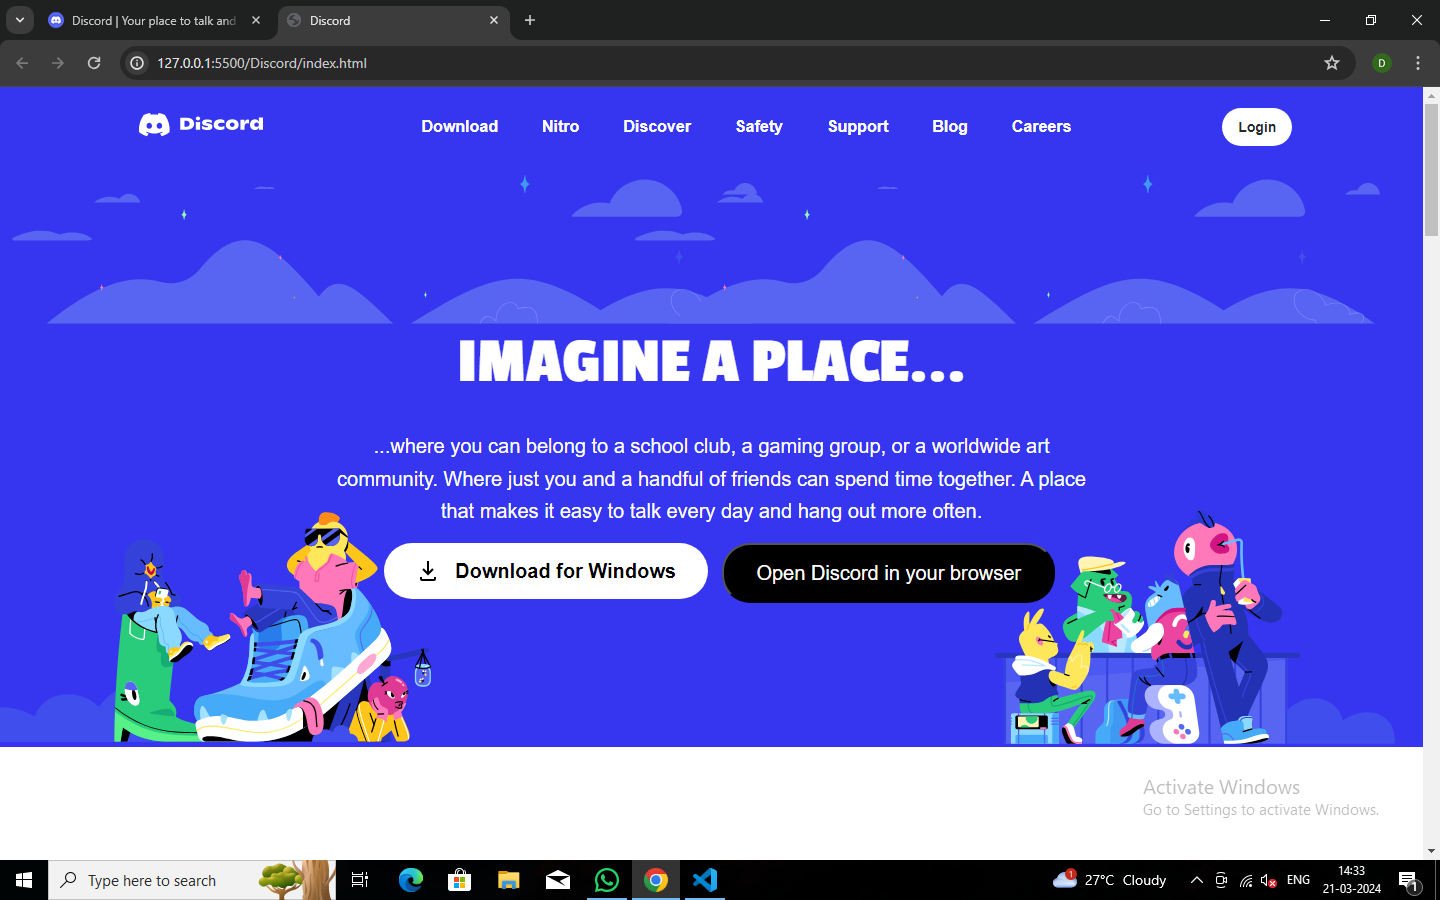 Discord | Your place to talk and
Discord
127.0.0.1:5500/Discord/index.html
D
Discord
Download
Nitro
Discover
Safety
Support
Blog
Careers
Login
IMAGINE A PLACE...
...where you can belong to a school club, a gaming group, or a worldwide art
community. Where just you and a handful of friends can spend time together. A place
that makes it easy to talk every day and hang out more often.
Download for Windows
Open Discord in your browser
Activate Windows
Go to Settings to activate Windows.
Type here to search
1
27°C Cloudy
ENG
14:33
21-03-2024
1